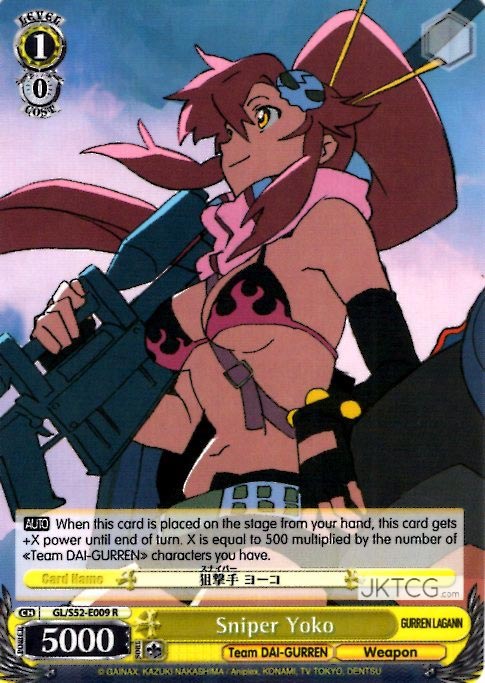 LEVEL
1
0
COST
AUTO When this card is placed on the stage from your hand, this card gets
+X power until end of turn. X is equal to 500 multiplied by the number of
«Team DAI-GURREN» characters you have.
スナイパー
Card Name 狙撃手 ヨーコ
JKTCG.com
CH GL/S52-E009 R
POWER 5000 SOUL
Sniper Yoko
GURREN LAGANN
Team DAI-GURREN Weapon
© GAINAX, KAZUKI NAKASHIMA / Aniplex, KONAMI, TV TOKYO, DENTSU